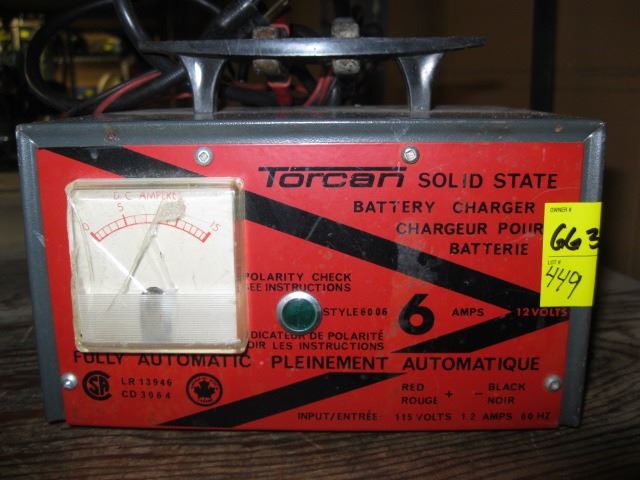 Torcan SOLID STATE
BATTERY CHARGER
CHARGEUR POUR
BATTERIE
D.C. AMPERES
0 5 15
OWNER #
663
LOT #
449
POLARITY CHECK
SEE INSTRUCTIONS
STYLE 6006
6 AMPS 12 VOLTS
INDICATEUR DE POLARITÉ
VOIR LES INSTRUCTIONS
FULLY AUTOMATIC PLEINEMENT AUTOMATIQUE
LR 13946
CD 3064
RED + − BLACK
ROUGE NOIR
INPUT/ENTRÉE: 115 VOLTS 1.2 AMPS 60 HZ